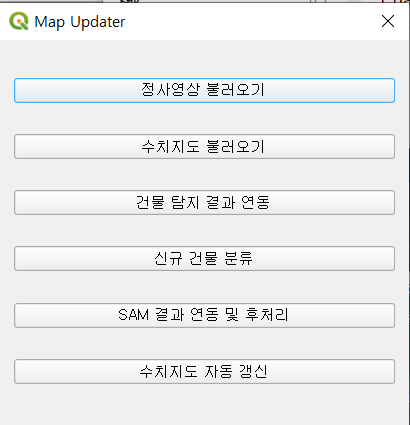 Map Updater
정사영상 불러오기
수치지도 불러오기
건물 탐지 결과 연동
신규 건물 분류
SAM 결과 연동 및 후처리
수치지도 자동 갱신